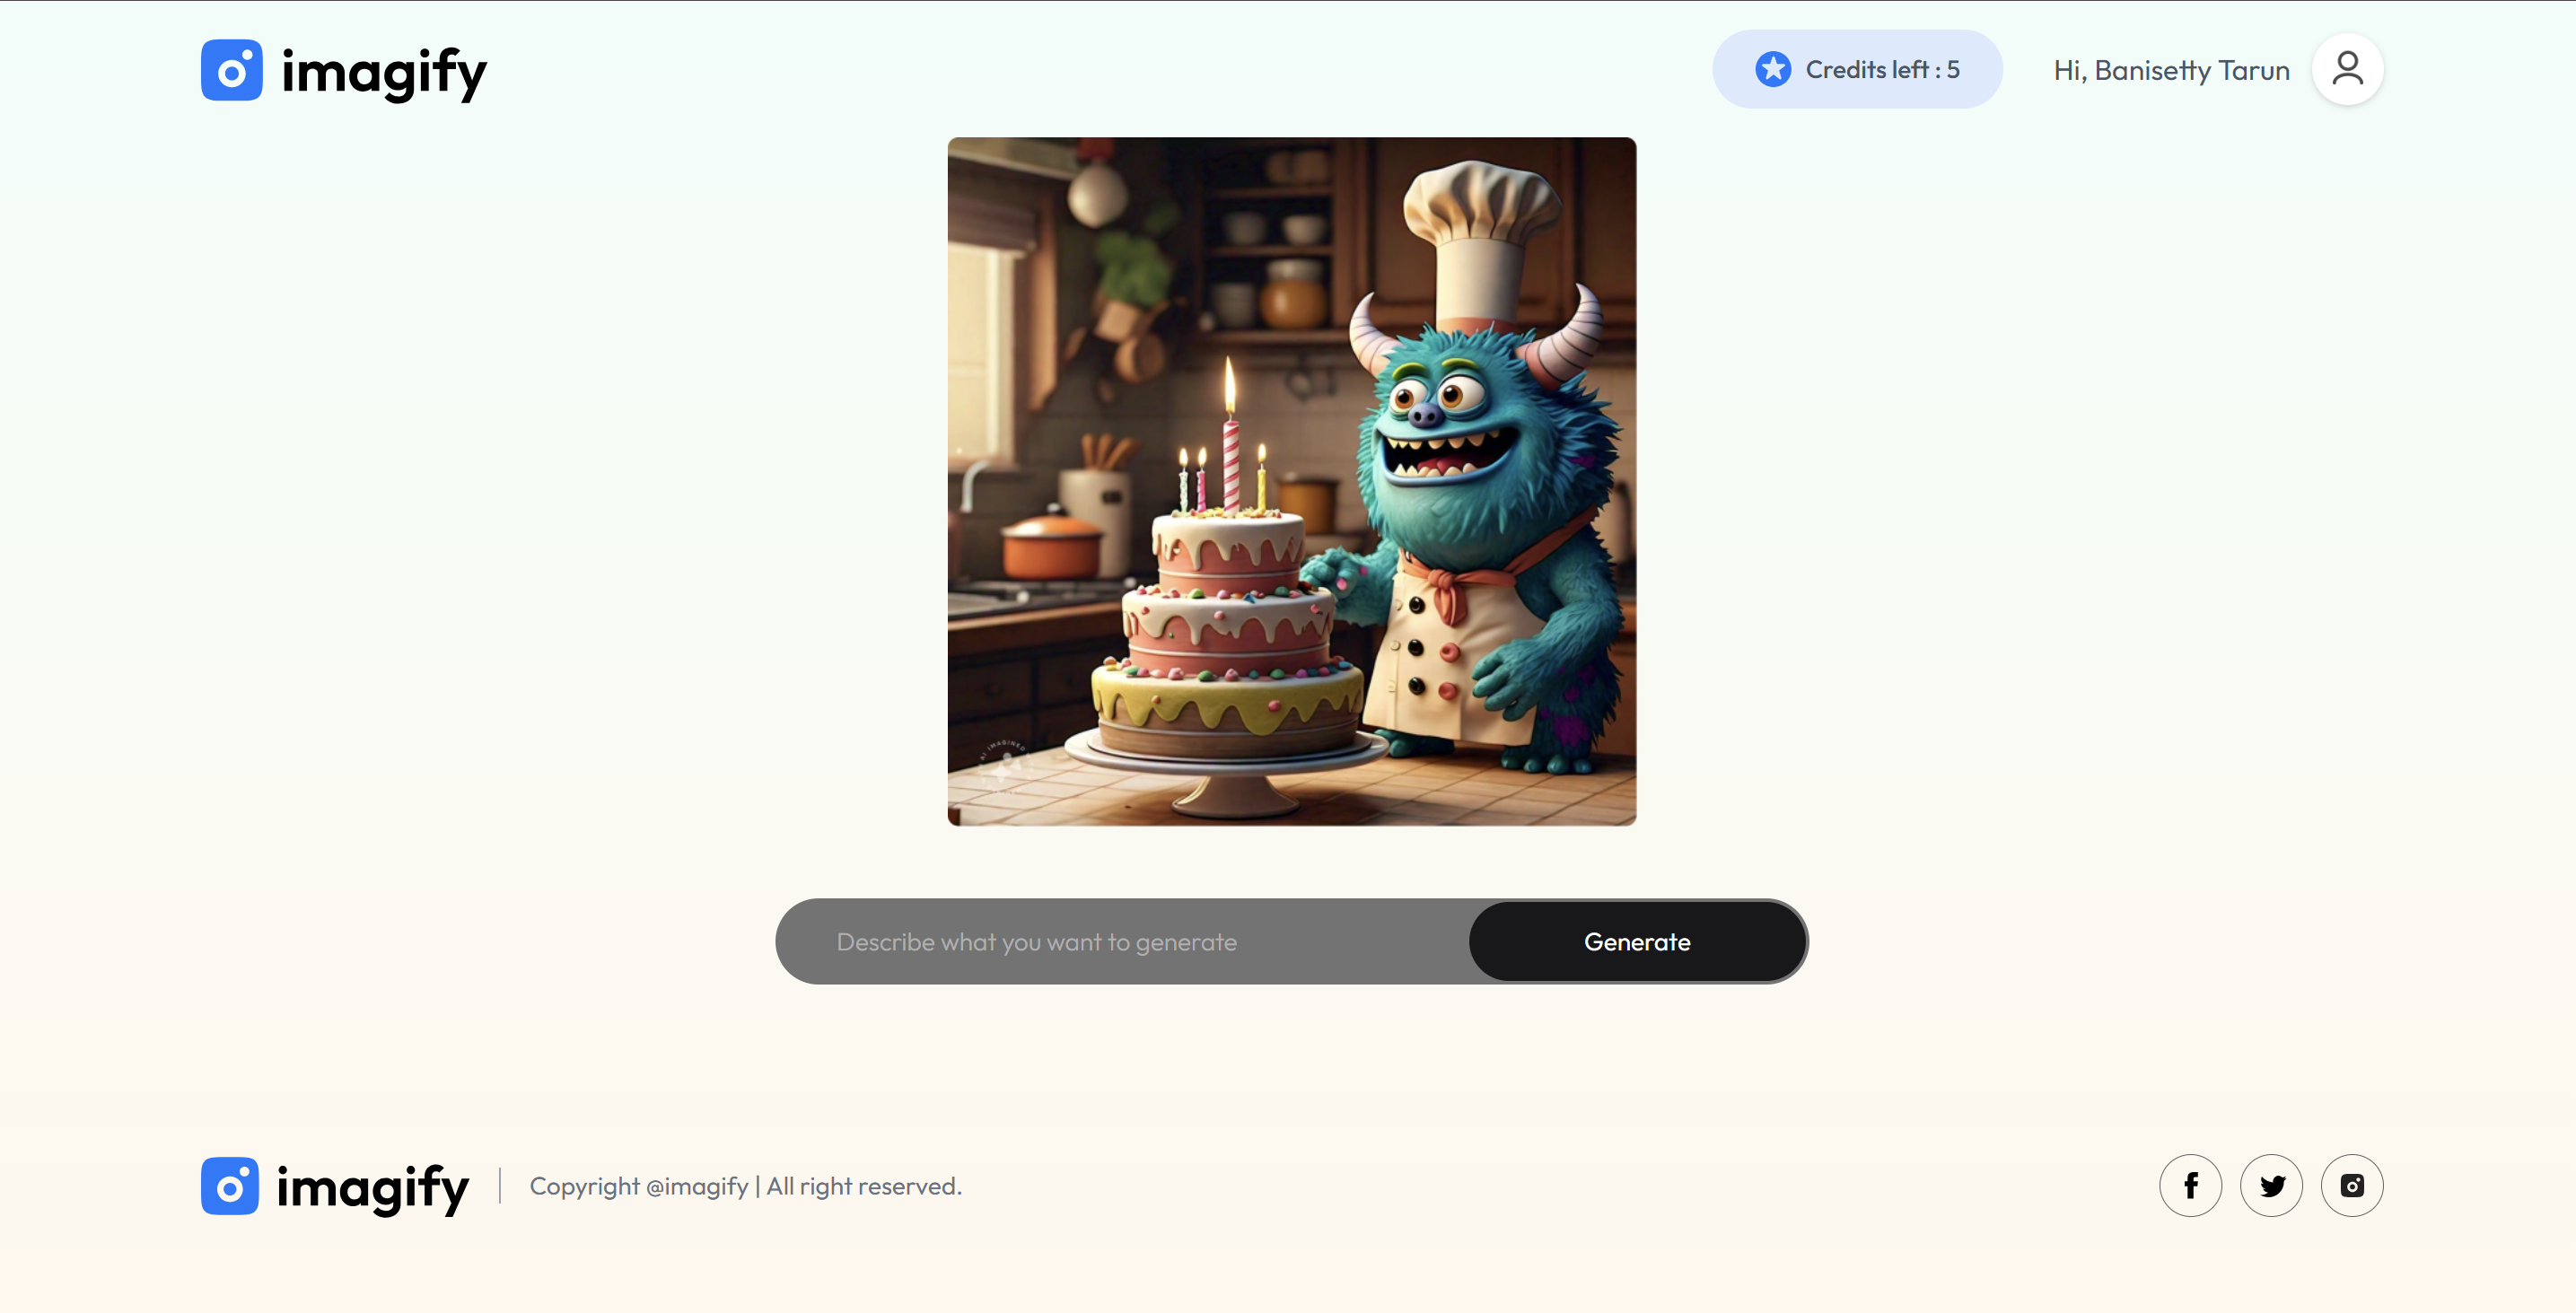 imagify
Credits left : 5
Hi, Banisetty Tarun
IMAGINED
Describe what you want to generate
Generate
imagify
Copyright @imagify | All right reserved.